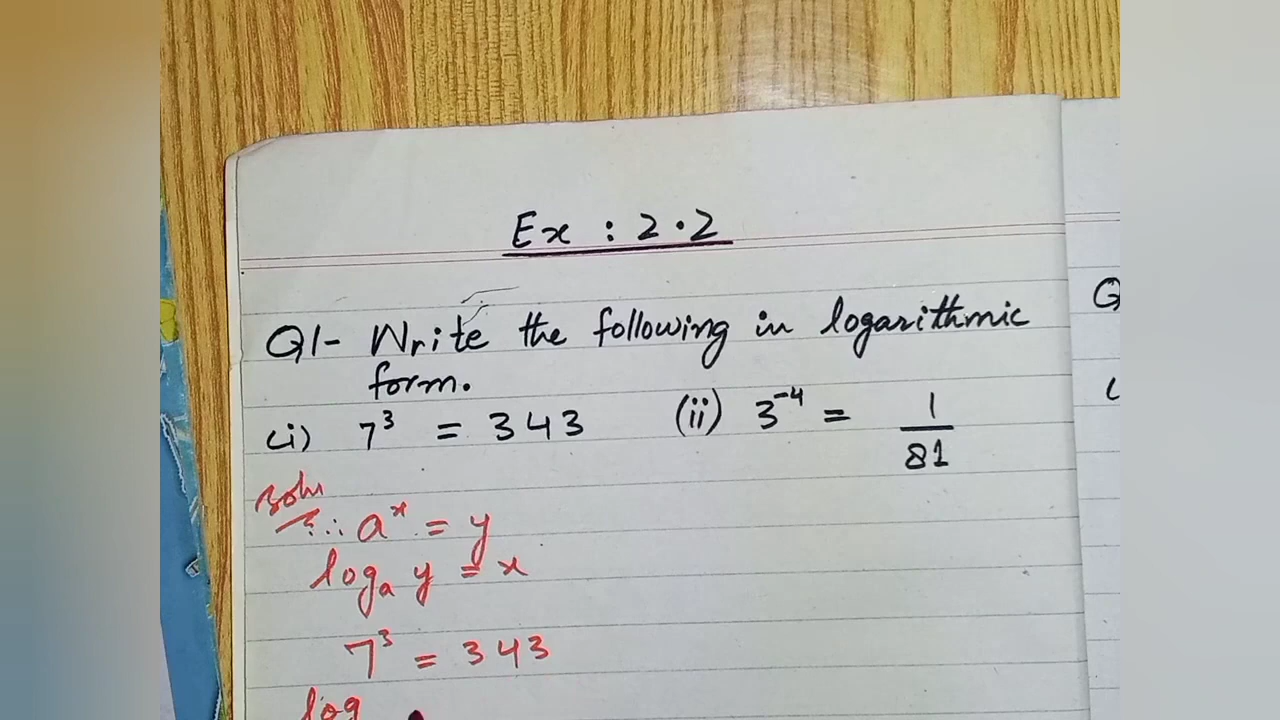 Ex : 2.2
Q1- Write the following in logarithmic
form.
(i) 7³ = 343 (ii) 3⁻⁴ = 1/81
Soln
∵ aˣ = y
logₐ y = x
7³ = 343
log